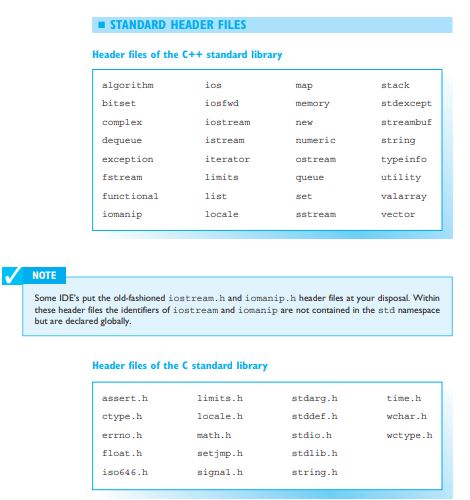 STANDARD HEADER FILES
Header files of the C++ standard library
algorithm ios map stack
bitset iosfwd memory stdexcept
complex iostream new streambuf
dequeue istream numeric string
exception iterator ostream typeinfo
fstream limits queue utility
functional list set valarray
iomanip locale sstream vector
NOTE
Some IDE's put the old-fashioned iostream.h and iomanip.h header files at your disposal. Within
these header files the identifiers of iostream and iomanip are not contained in the std namespace
but are declared globally.
Header files of the C standard library
assert.h limits.h stdarg.h time.h
ctype.h locale.h stddef.h wchar.h
errno.h math.h stdio.h wctype.h
float.h setjmp.h stdlib.h
iso646.h signal.h string.h